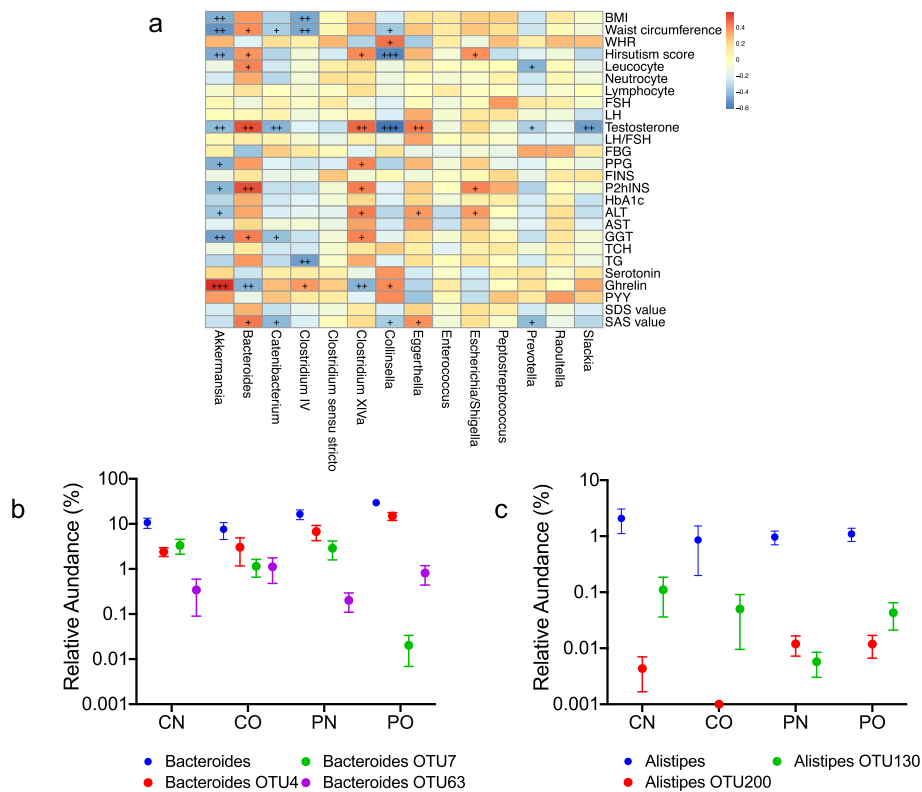 a
BMI
Waist circumference
WHR
Hirsutism score
Leucocyte
Neutrocyte
Lymphocyte
FSH
LH
Testosterone
LH/FSH
FBG
PPG
FINS
P2hINS
HbA1c
ALT
AST
GGT
TCH
TG
Serotonin
Ghrelin
PYY
SDS value
SAS value
0.4
0.2
0
−0.2
−0.4
−0.6
++ ++
++ + + ++ +
+
++ + + +++ +
+ +
++ ++ ++ ++ +++ ++ + ++
+ +
+ ++ + +
+ + + +
++ + + +
++
+++ ++ + ++ +
+ + + + +
Akkermansia
Bacteroides
Catenibacterium
Clostridium IV
Clostridium sensu stricto
Clostridium XIVa
Collinsella
Eggerthella
Enterococcus
Escherichia/Shigella
Peptostreptococcus
Prevotella
Raoultella
Slackia
b
Relative Aundance (%)
100
10
1
0.1
0.01
0.001
CN CO PN PO
Bacteroides Bacteroides OTU7
Bacteroides OTU4 Bacteroides OTU63
c
Relative Aundance (%)
10
1
0.1
0.01
0.001
CN CO PN PO
Alistipes Alistipes OTU130
Alistipes OTU200